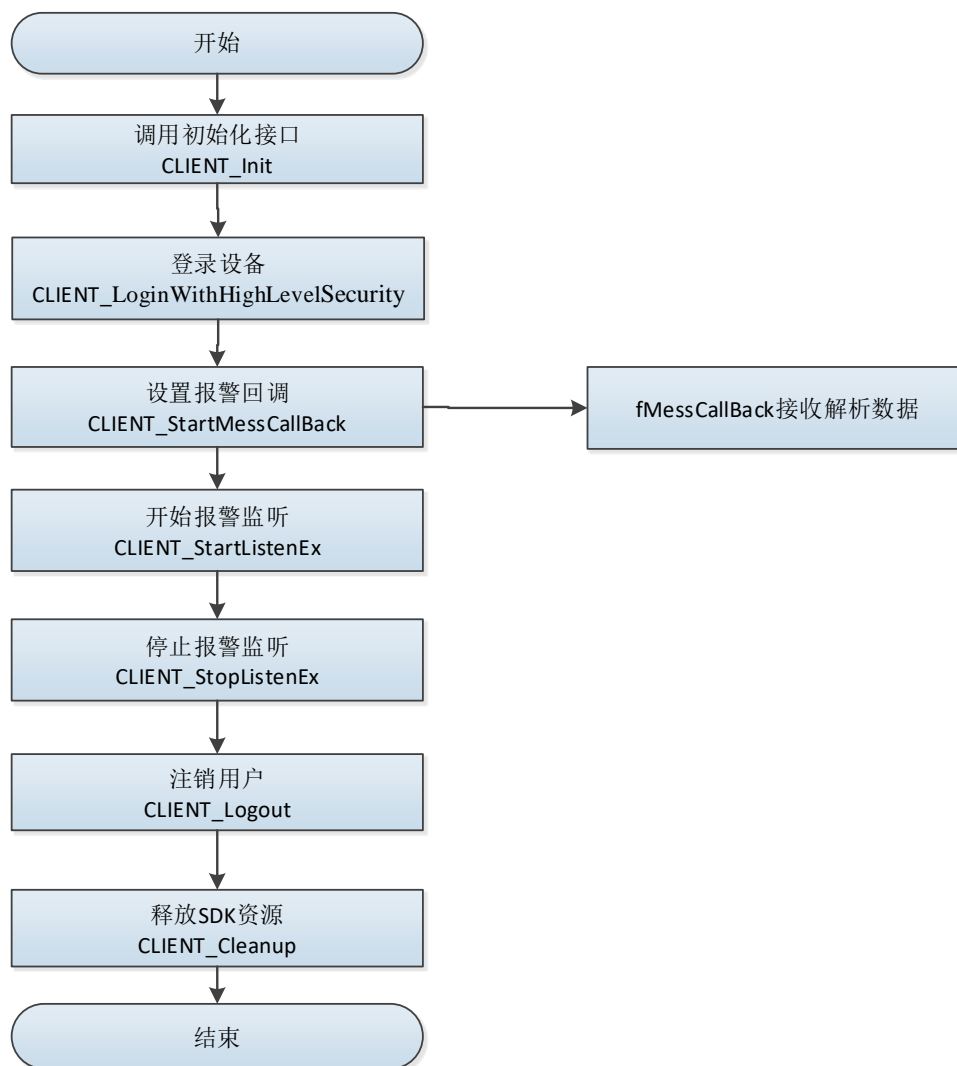 开始
调用初始化接口
CLIENT_Init
登录设备
CLIENT_LoginWithHighLevelSecurity
设置报警回调
CLIENT_StartMessCallBack
fMessCallBack接收解析数据
开始报警监听
CLIENT_StartListenEx
停止报警监听
CLIENT_StopListenEx
注销用户
CLIENT_Logout
释放SDK资源
CLIENT_Cleanup
结束